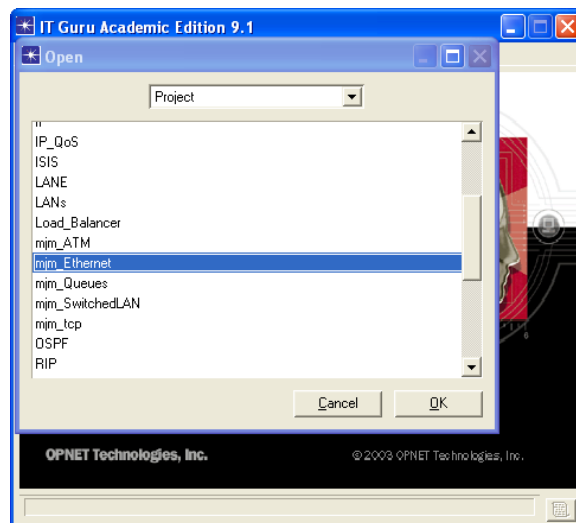 IT Guru Academic Edition 9.1
Open
Project
IP_QoS
ISIS
LANE
LANs
Load_Balancer
mjm_ATM
mjm_Ethernet
mjm_Queues
mjm_SwitchedLAN
mjm_tcp
OSPF
RIP
Cancel
OK
OPNET Technologies, Inc.
©2003 OPNET Technologies, Inc.